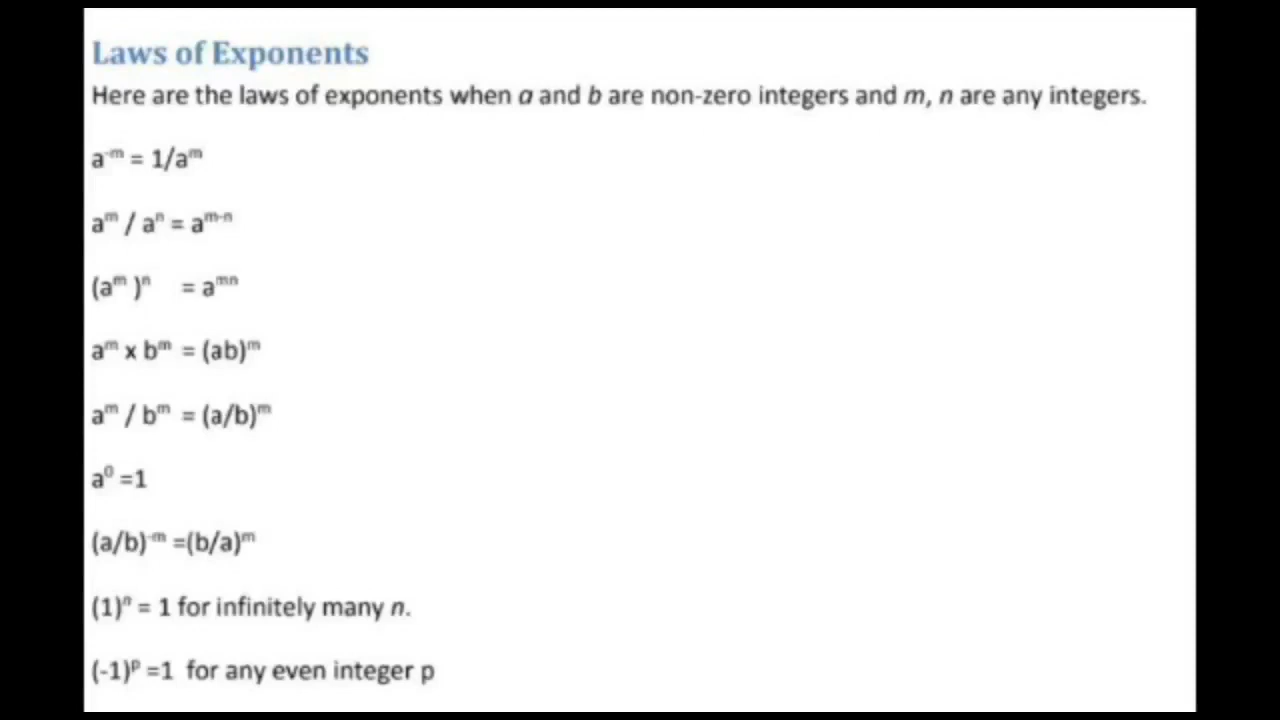 Laws of Exponents
Here are the laws of exponents when a and b are non-zero integers and m, n are any integers.
a⁻ᵐ = 1/aᵐ
aᵐ / aⁿ = aᵐ⁻ⁿ
(aᵐ )ⁿ = aᵐⁿ
aᵐ x bᵐ = (ab)ᵐ
aᵐ / bᵐ = (a/b)ᵐ
a⁰ =1
(a/b)⁻ᵐ =(b/a)ᵐ
(1)ⁿ = 1 for infinitely many n.
(-1)ᵖ =1 for any even integer p